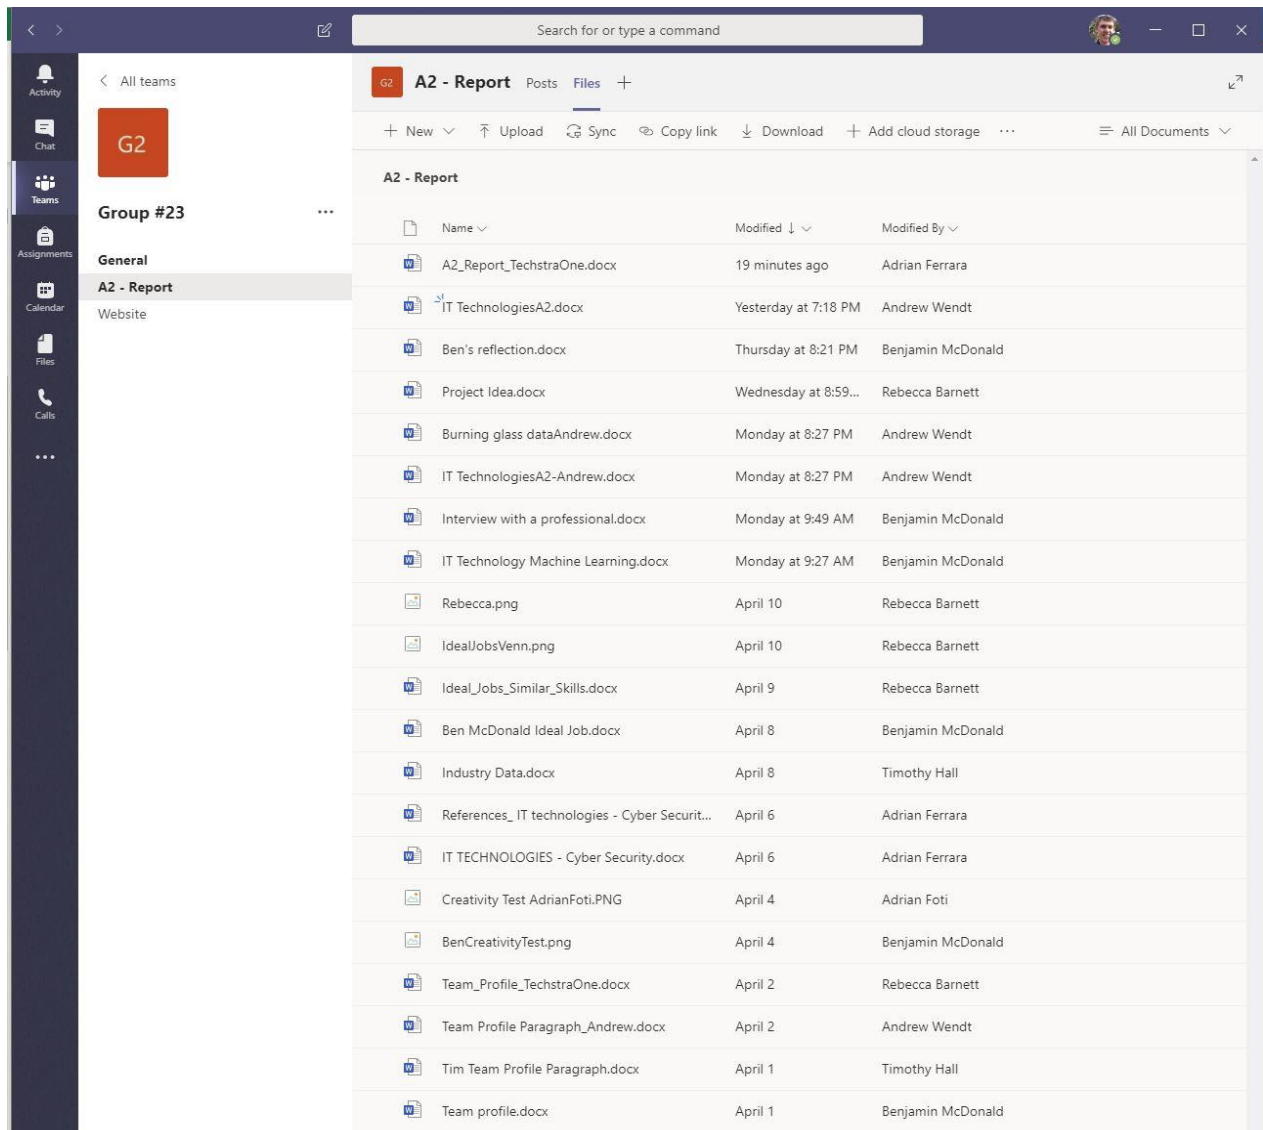 Search for or type a command
Activity
Chat
Teams
Assignments
Calendar
Files
Calls
All teams
G2
Group #23
General
A2 - Report
Website
G2 A2 - Report Posts Files
New Upload Sync Copy link Download Add cloud storage All Documents
A2 - Report
Name Modified Modified By
A2_Report_TechstraOne.docx 19 minutes ago Adrian Ferrara
IT TechnologiesA2.docx Yesterday at 7:18 PM Andrew Wendt
Ben's reflection.docx Thursday at 8:21 PM Benjamin McDonald
Project Idea.docx Wednesday at 8:59... Rebecca Barnett
Burning glass dataAndrew.docx Monday at 8:27 PM Andrew Wendt
IT TechnologiesA2-Andrew.docx Monday at 8:27 PM Andrew Wendt
Interview with a professional.docx Monday at 9:49 AM Benjamin McDonald
IT Technology Machine Learning.docx Monday at 9:27 AM Benjamin McDonald
Rebecca.png April 10 Rebecca Barnett
IdealJobsVenn.png April 10 Rebecca Barnett
Ideal_Jobs_Similar_Skills.docx April 9 Rebecca Barnett
Ben McDonald Ideal Job.docx April 8 Benjamin McDonald
Industry Data.docx April 8 Timothy Hall
References_ IT technologies - Cyber Securit... April 6 Adrian Ferrara
IT TECHNOLOGIES - Cyber Security.docx April 6 Adrian Ferrara
Creativity Test AdrianFoti.PNG April 4 Adrian Foti
BenCreativityTest.png April 4 Benjamin McDonald
Team_Profile_TechstraOne.docx April 2 Rebecca Barnett
Team Profile Paragraph_Andrew.docx April 2 Andrew Wendt
Tim Team Profile Paragraph.docx April 1 Timothy Hall
Team profile.docx April 1 Benjamin McDonald